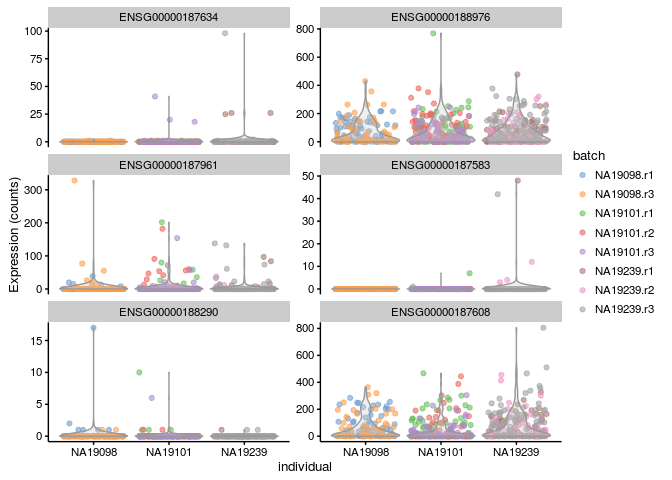 ENSG00000187634
ENSG00000188976
100
75
50
25
0
800
600
400
200
0
ENSG00000187961
ENSG00000187583
300
200
100
0
50
40
30
20
10
0
ENSG00000188290
ENSG00000187608
15
10
5
0
800
600
400
200
0
NA19098 NA19101 NA19239
NA19098 NA19101 NA19239
individual
Expression (counts)
batch
NA19098.r1
NA19098.r3
NA19101.r1
NA19101.r2
NA19101.r3
NA19239.r1
NA19239.r2
NA19239.r3